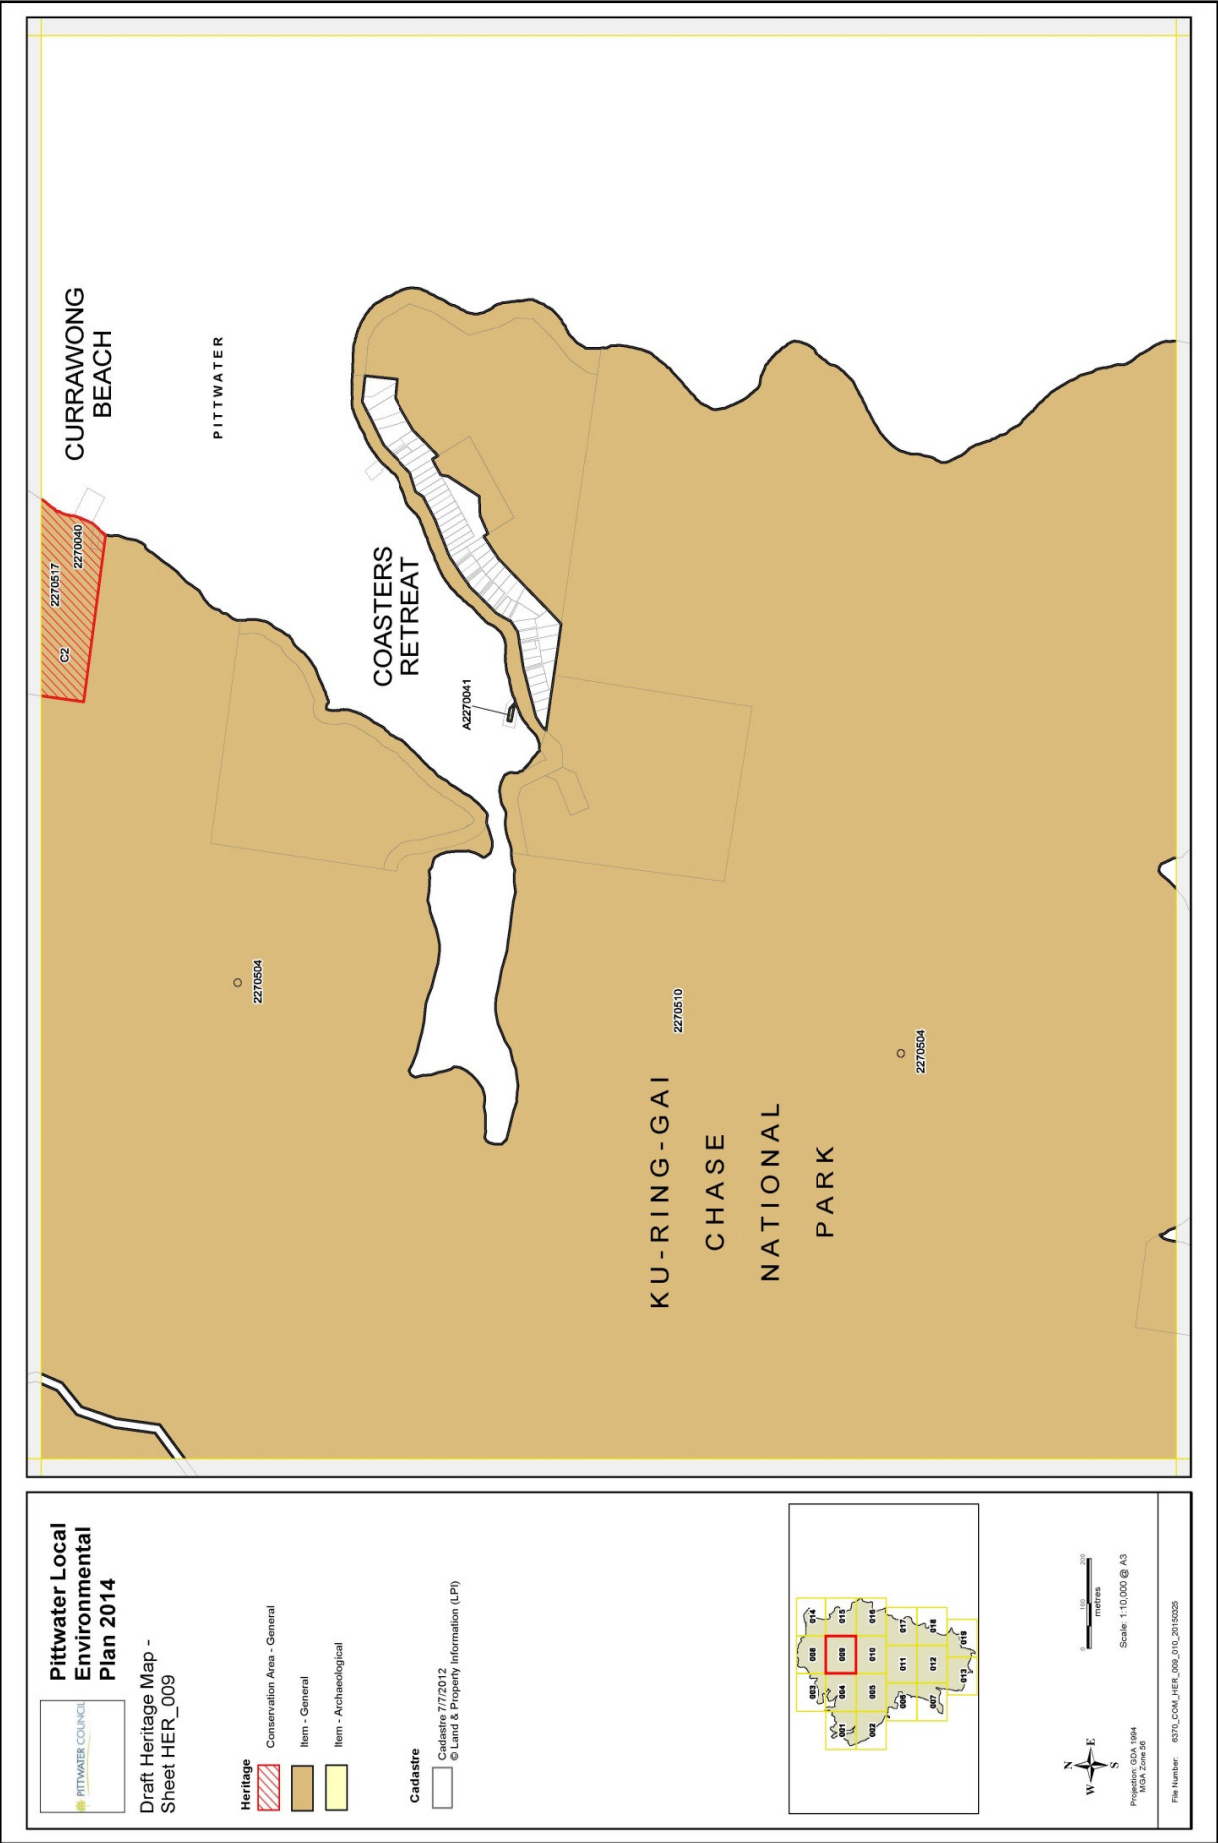 Pittwater Local
Environmental
Plan 2014
PITTWATER COUNCIL
Draft Heritage Map -
Sheet HER_009
Heritage
Conservation Area - General
Item - General
Item - Archaeological
Cadastre
Cadastre 7/7/2012
© Land & Property Information (LPI)
003
008
014
001
004
009
015
002
005
010
016
006
011
017
007
012
018
013
019
N
W
E
S
Projection: GDA 1994
MGA Zone 56
0
100
200
metres
Scale: 1:10,000 @ A3
File Number:
6370_COM_HER_009_010_20150325
CURRAWONG
BEACH
PITTWATER
2270517
2270040
C2
COASTERS
RETREAT
A2270041
2270504
2270510
2270504
KU-RING-GAI
CHASE
NATIONAL
PARK